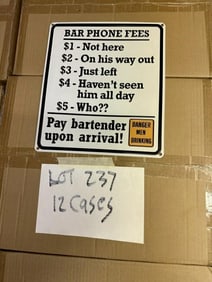 BAR PHONE FEES
$1 - Not here
$2 - On his way out
$3 - Just left
$4 - Haven't seen
him all day
$5 - Who??
Pay bartender
upon arrival!
DANGER
MEN
DRINKING
LOT 237
12 Cases